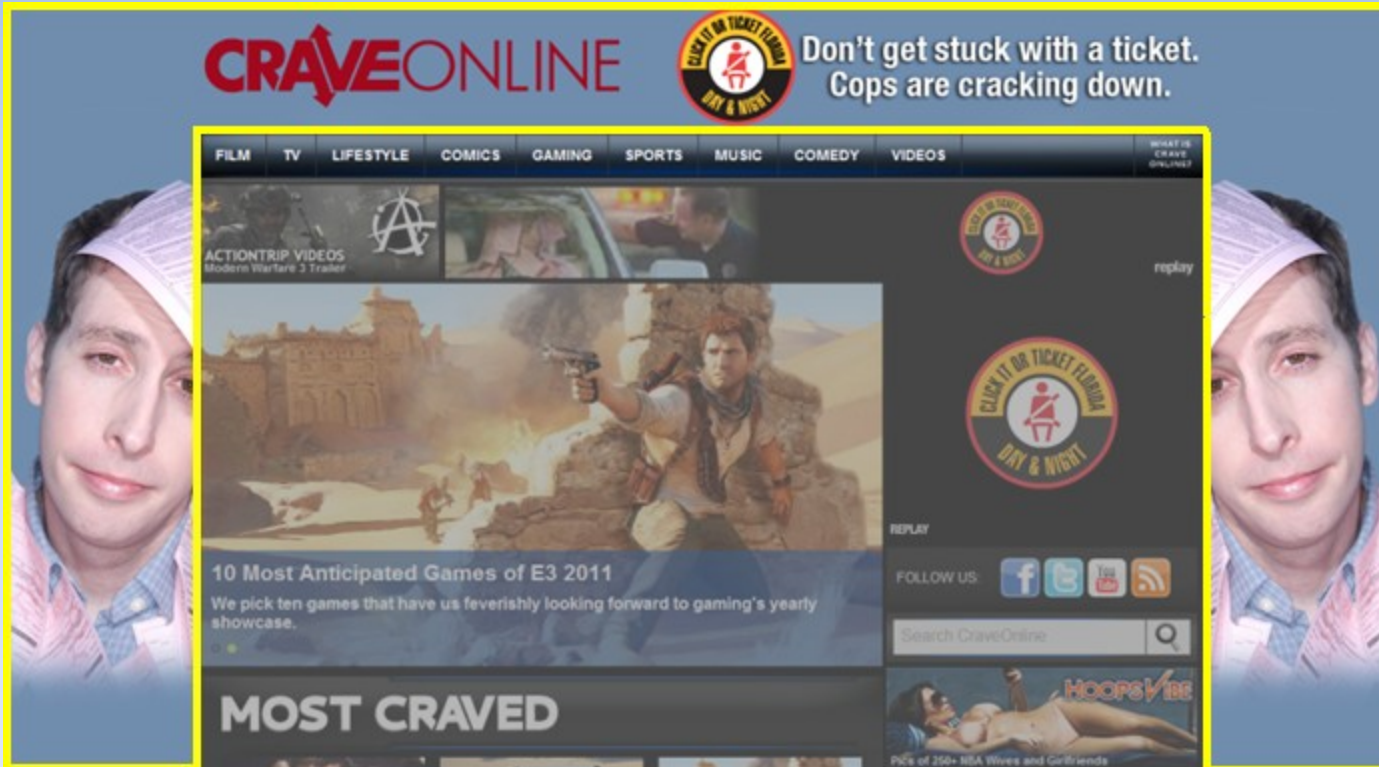 CRAVEONLINE
CLICK IT OR TICKET FLORIDA
DAY & NIGHT
Don't get stuck with a ticket.
Cops are cracking down.
FILM TV LIFESTYLE COMICS GAMING SPORTS MUSIC COMEDY VIDEOS
WHAT IS
CRAVE
ONLINE?
ACTIONTRIP VIDEOS
Modern Warfare 3 Trailer
CLICK IT OR TICKET FLORIDA
DAY & NIGHT
replay
CLICK IT OR TICKET FLORIDA
DAY & NIGHT
REPLAY
10 Most Anticipated Games of E3 2011
We pick ten games that have us feverishly looking forward to gaming's yearly
showcase.
FOLLOW US:
You
Tube
Search CraveOnline
HOOPSVIBE
Pics of 250+ NBA Wives and Girlfriends
MOST CRAVED